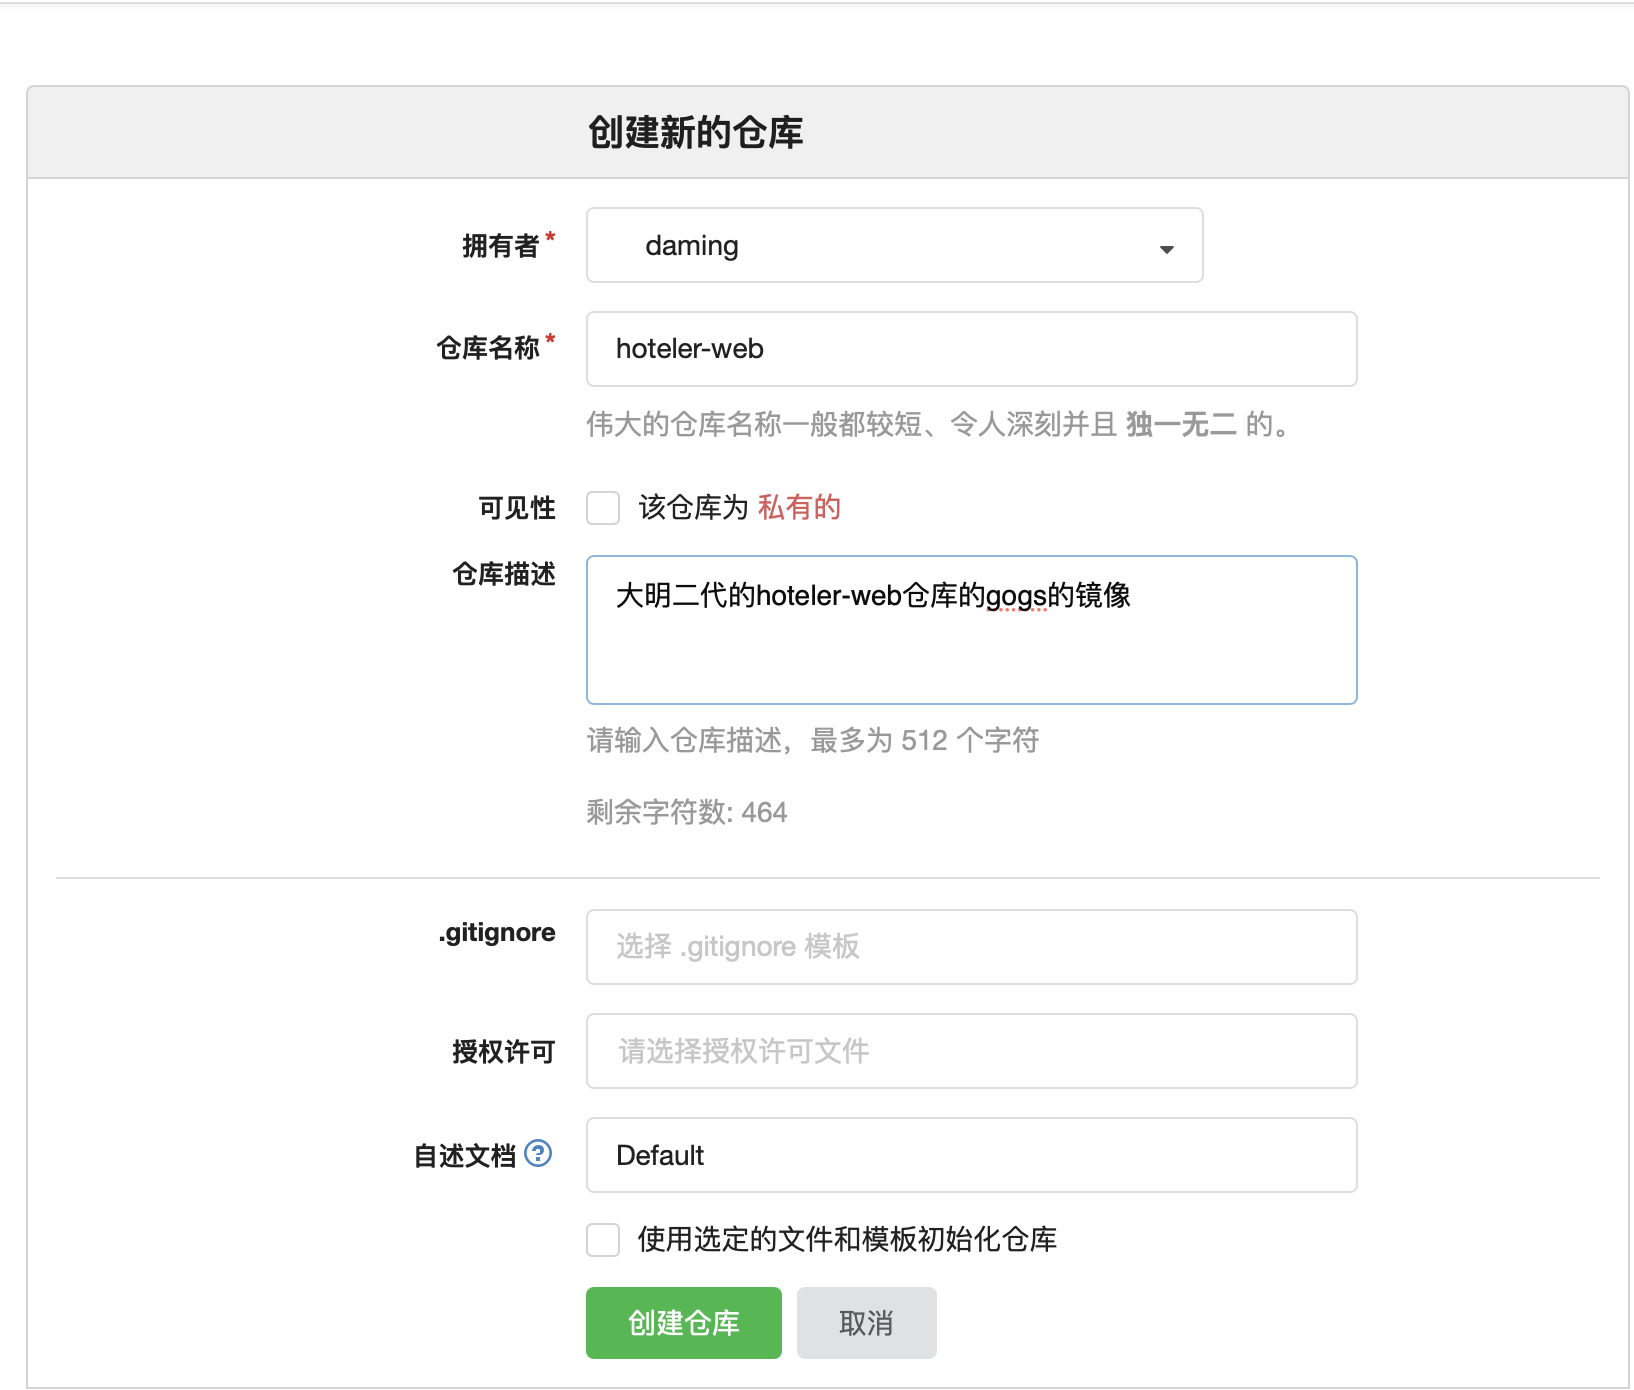 创建新的仓库
拥有者*
daming
仓库名称*
hoteler-web
伟大的仓库名称一般都较短、令人深刻并且 独一无二 的。
可见性
该仓库为 私有的
仓库描述
大明二代的hoteler-web仓库的gogs的镜像
请输入仓库描述，最多为 512 个字符
剩余字符数: 464
.gitignore
选择 .gitignore 模板
授权许可
请选择授权许可文件
自述文档 ?
Default
使用选定的文件和模板初始化仓库
创建仓库
取消